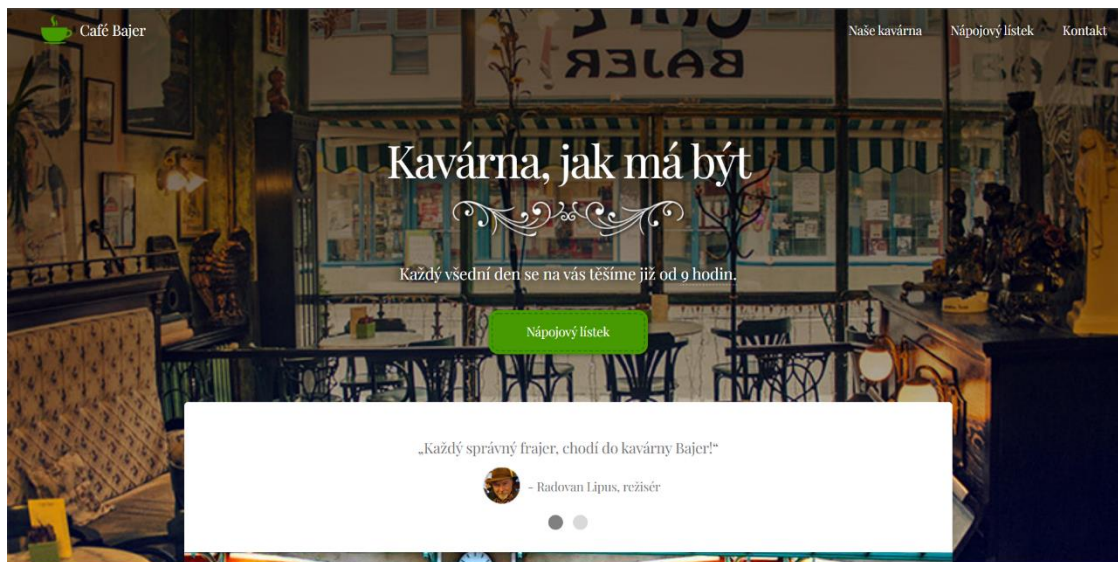 Café Bajer
Naše kavárna
Nápojový lístek
Kontakt
BAJER
Kavárna, jak má být
Každý všední den se na vás těšíme již od 9 hodin.
Nápojový lístek
„Každý správný frajer, chodí do kavárny Bajer!“
- Radovan Lipus, režisér